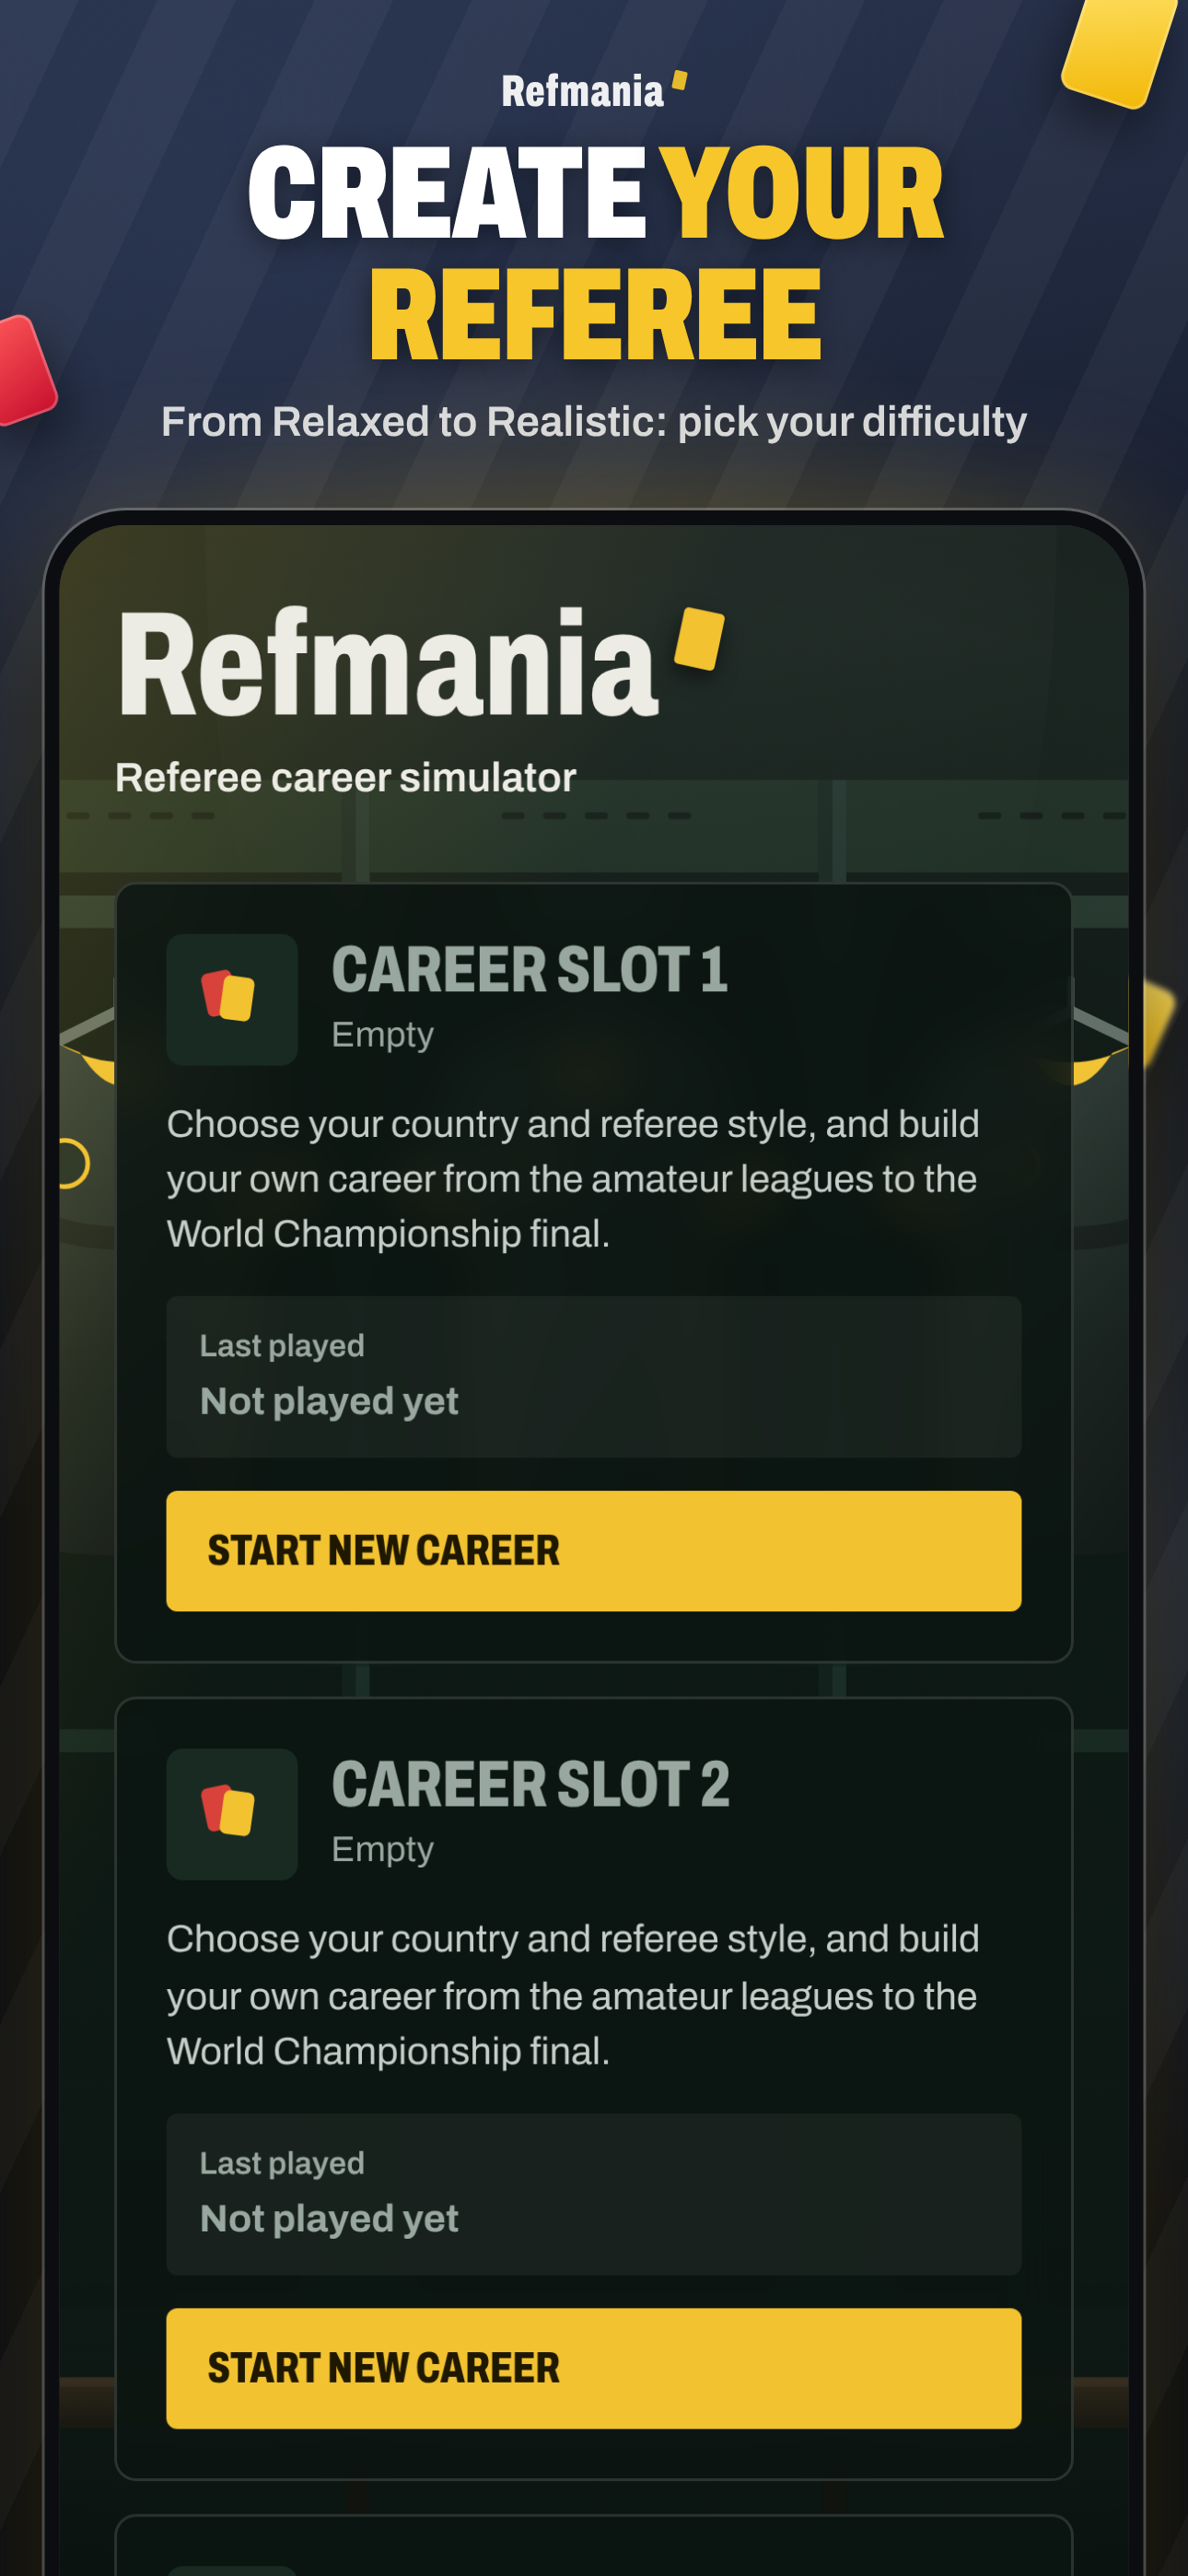 Refmania
CREATE YOUR
REFEREE
From Relaxed to Realistic: pick your difficulty
Refmania
Referee career simulator
CAREER SLOT 1
Empty
Choose your country and referee style, and build
your own career from the amateur leagues to the
World Championship final.
Last played
Not played yet
START NEW CAREER
CAREER SLOT 2
Empty
Choose your country and referee style, and build
your own career from the amateur leagues to the
World Championship final.
Last played
Not played yet
START NEW CAREER